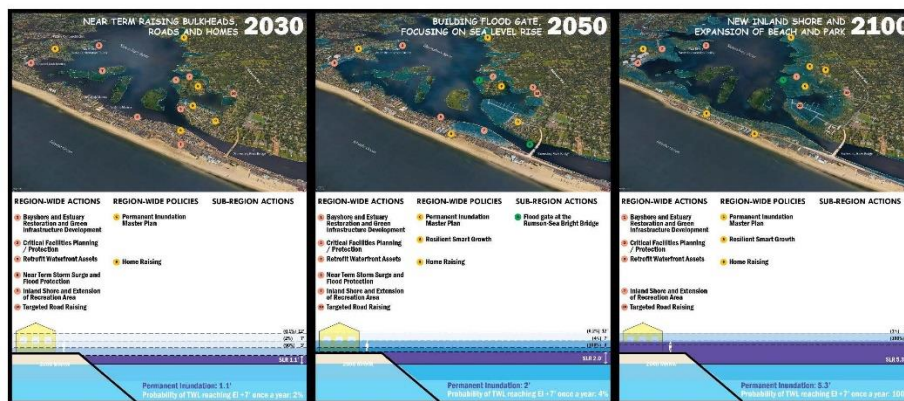 NEAR TERM RAISING BULKHEADS,
ROADS AND HOMES 2030
REGION-WIDE ACTIONS
Bayshore and Estuary
Restoration and Green
Infrastructure Development
Critical Facilities Planning
/ Protection
Retrofit Waterfront Assets
Near Term Storm Surge and
Flood Protection
Inland Shore and Extension
of Recreation Area
Targeted Road Raising
REGION-WIDE POLICIES
Permanent Inundation
Master Plan
Home Raising
SUB-REGION ACTIONS
SLR 1.1'
Permanent Inundation: 1.1'
Probability of TWL reaching El +7' once a year: 2%
BUILDING FLOOD GATE,
FOCUSING ON SEA LEVEL RISE 2050
REGION-WIDE ACTIONS
Bayshore and Estuary
Restoration and Green
Infrastructure Development
Critical Facilities Planning
/ Protection
Retrofit Waterfront Assets
Near Term Storm Surge and
Flood Protection
Inland Shore and Extension
of Recreation Area
Targeted Road Raising
REGION-WIDE POLICIES
Permanent Inundation
Master Plan
Resilient Smart Growth
Home Raising
SUB-REGION ACTIONS
Flood gate at the
Rumson-Sea Bright Bridge
SLR 2.0'
Permanent Inundation: 2'
Probability of TWL reaching El +7' once a year: 4%
NEW INLAND SHORE AND
EXPANSION OF BEACH AND PARK 2100
REGION-WIDE ACTIONS
Bayshore and Estuary
Restoration and Green
Infrastructure Development
Critical Facilities Planning
/ Protection
Retrofit Waterfront Assets
Inland Shore and Extension
of Recreation Area
Targeted Road Raising
REGION-WIDE POLICIES
Permanent Inundation
Master Plan
Resilient Smart Growth
Home Raising
SUB-REGION ACTIONS
Permanent Inundation: 5.3'
Probability of TWL reaching El +7' once a year: